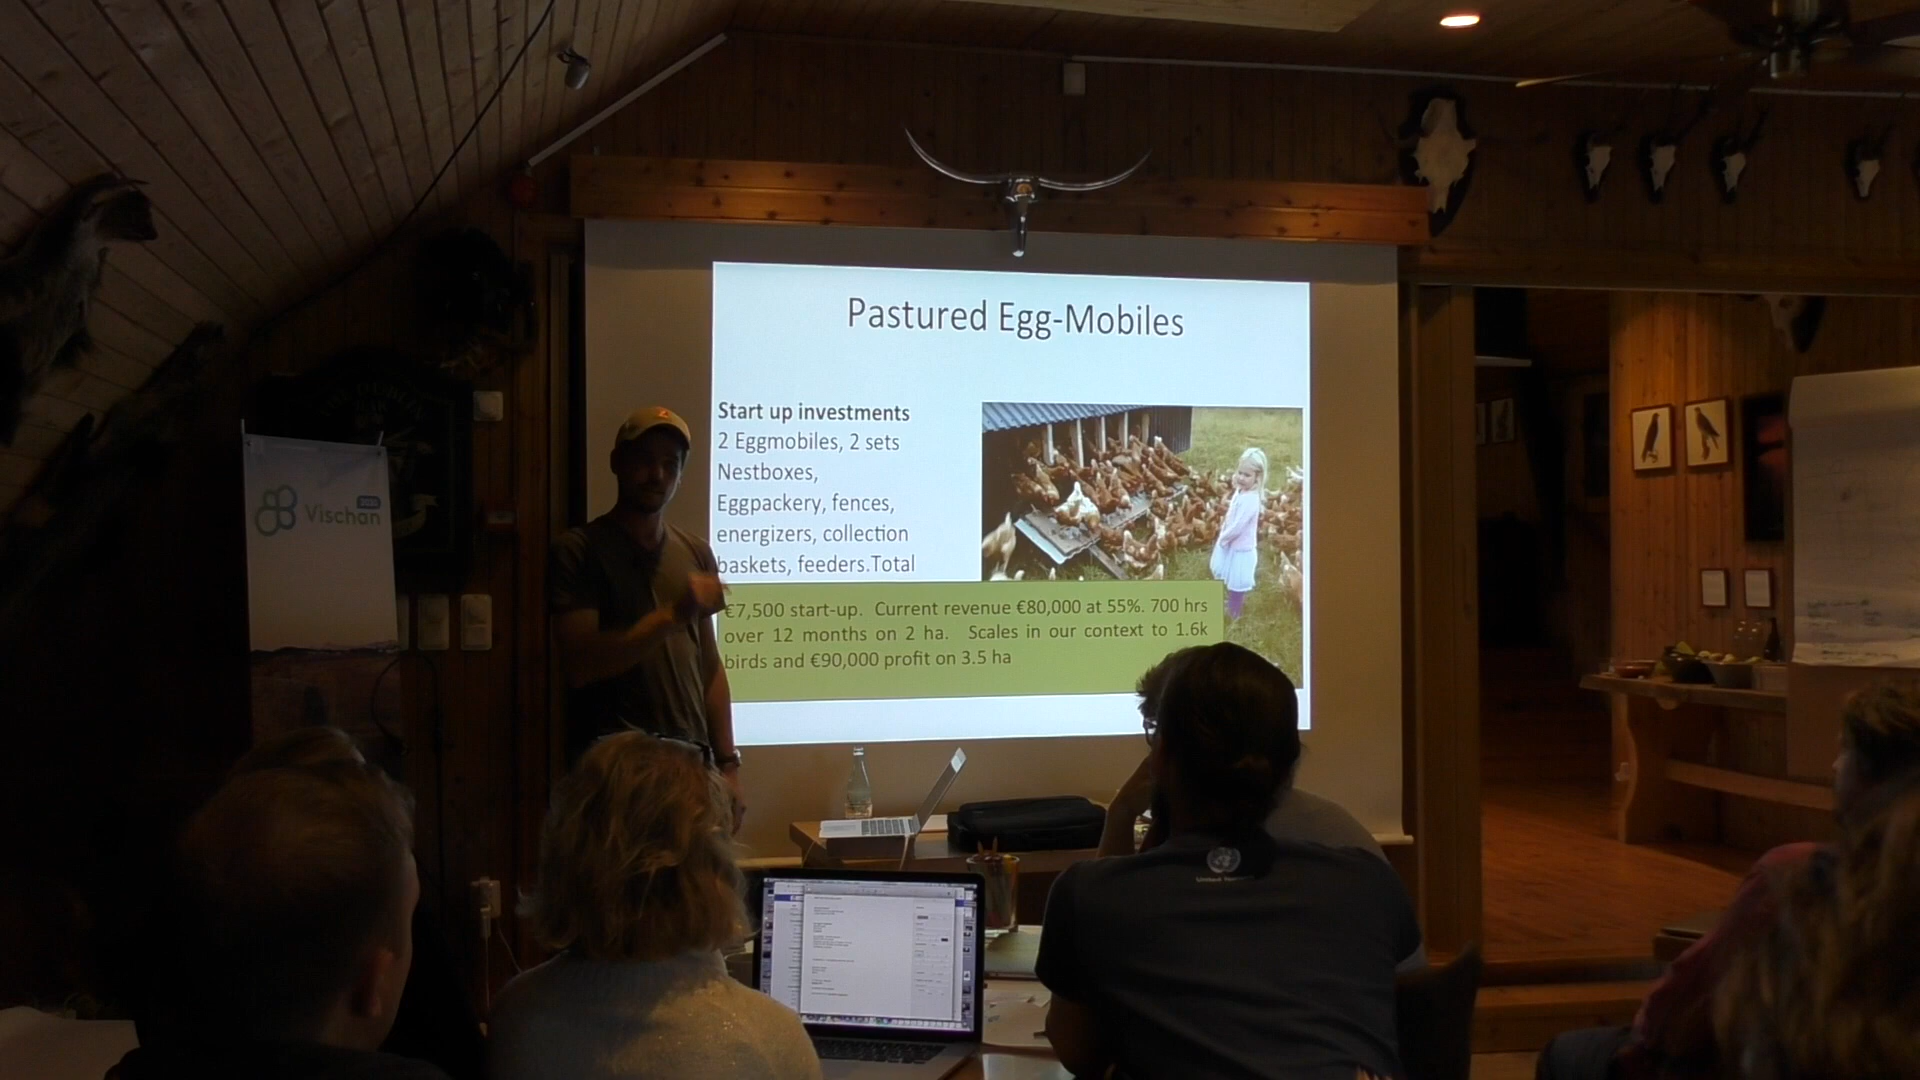 Pastured Egg-Mobiles
Start up investments
2 Eggmobiles, 2 sets
Nestboxes,
Eggpackery, fences,
energizers, collection
baskets, feeders.Total
€7,500 start-up. Current revenue €80,000 at 55%. 700 hrs
over 12 months on 2 ha. Scales in our context to 1.6k
birds and €90,000 profit on 3.5 ha
Vischan